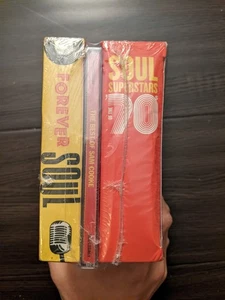 FOREVER
SOUL
THE BEST OF SAM COOKE
SOUL
SUPERSTARS
70